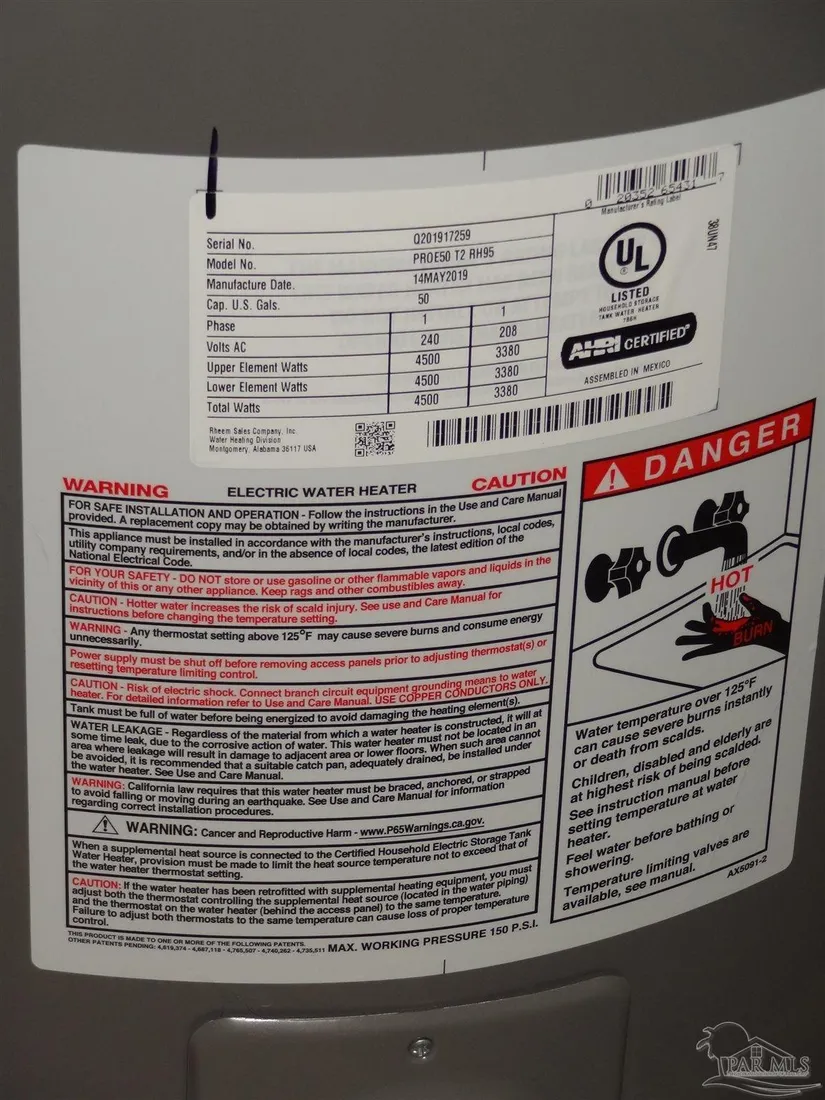 0 20352 65431 7
Manufacturer's Rating Label
38UN47
Serial No. Q201917259
Model No. PROE50 T2 RH95
Manufacture Date. 14MAY2019
Cap. U.S. Gals. 50
Phase 1 1
Volts AC 240 208
Upper Element Watts 4500 3380
Lower Element Watts 4500 3380
Total Watts 4500 3380
UL
LISTED
HOUSEHOLD STORAGE
TANK WATER HEATER
AHRI CERTIFIED
ASSEMBLED IN MEXICO
Rheem Sales Company, Inc.
Water Heating Division
Montgomery, Alabama 36117 USA
WARNING ELECTRIC WATER HEATER CAUTION
FOR SAFE INSTALLATION AND OPERATION - Follow the instructions in the Use and Care Manual
provided. A replacement copy may be obtained by writing the manufacturer.
This appliance must be installed in accordance with the manufacturer's instructions, local codes,
utility company requirements, and/or in the absence of local codes, the latest edition of the
National Electrical Code.
FOR YOUR SAFETY - DO NOT store or use gasoline or other flammable vapors and liquids in the
vicinity of this or any other appliance. Keep rags and other combustibles away.
CAUTION - Hotter water increases the risk of scald injury. See use and Care Manual for
instructions before changing the temperature setting.
WARNING - Any thermostat setting above 125°F may cause severe burns and consume energy
unnecessarily.
Power supply must be shut off before removing access panels prior to adjusting thermostat(s) or
resetting temperature limiting control.
CAUTION - Risk of electric shock. Connect branch circuit equipment grounding means to water
heater. For detailed information refer to Use and Care Manual. USE COPPER CONDUCTORS ONLY.
Tank must be full of water before being energized to avoid damaging the heating element(s).
WATER LEAKAGE - Regardless of the material from which a water heater is constructed, it will at
some time leak, due to the corrosive action of water. This water heater must not be located in an
area where leakage will result in damage to adjacent area or lower floors. When such area cannot
be avoided, it is recommended that a suitable catch pan, adequately drained, be installed under
the water heater. See Use and Care Manual.
WARNING: California law requires that this water heater must be braced, anchored, or strapped
to avoid falling or moving during an earthquake. See Use and Care Manual for information
regarding correct installation procedures.
WARNING: Cancer and Reproductive Harm - www.P65Warnings.ca.gov.
When a supplemental heat source is connected to the Certified Household Electric Storage Tank
Water Heater, provision must be made to limit the heat source temperature not to exceed that of
the water heater thermostat setting.
CAUTION: If the water heater has been retrofitted with supplemental heating equipment, you must
adjust both the thermostat controlling the supplemental heat source (located in the water piping)
and the thermostat on the water heater (behind the access panel) to the same temperature.
Failure to adjust both thermostats to the same temperature can cause loss of proper temperature
control.
THIS PRODUCT IS MADE TO ONE OR MORE OF THE FOLLOWING PATENTS.
OTHER PATENTS PENDING: 4,819,374 - 4,687,118 - 4,765,507 - 4,740,262 - 4,735,511 MAX. WORKING PRESSURE 150 P.S.I.
DANGER
HOT
BURN
Water temperature over 125°F
can cause severe burns instantly
or death from scalds.
Children, disabled and elderly are
at highest risk of being scalded.
See instruction manual before
setting temperature at water
heater.
Feel water before bathing or
showering.
Temperature limiting valves are
available, see manual.
AX5091-2
PAR MLS